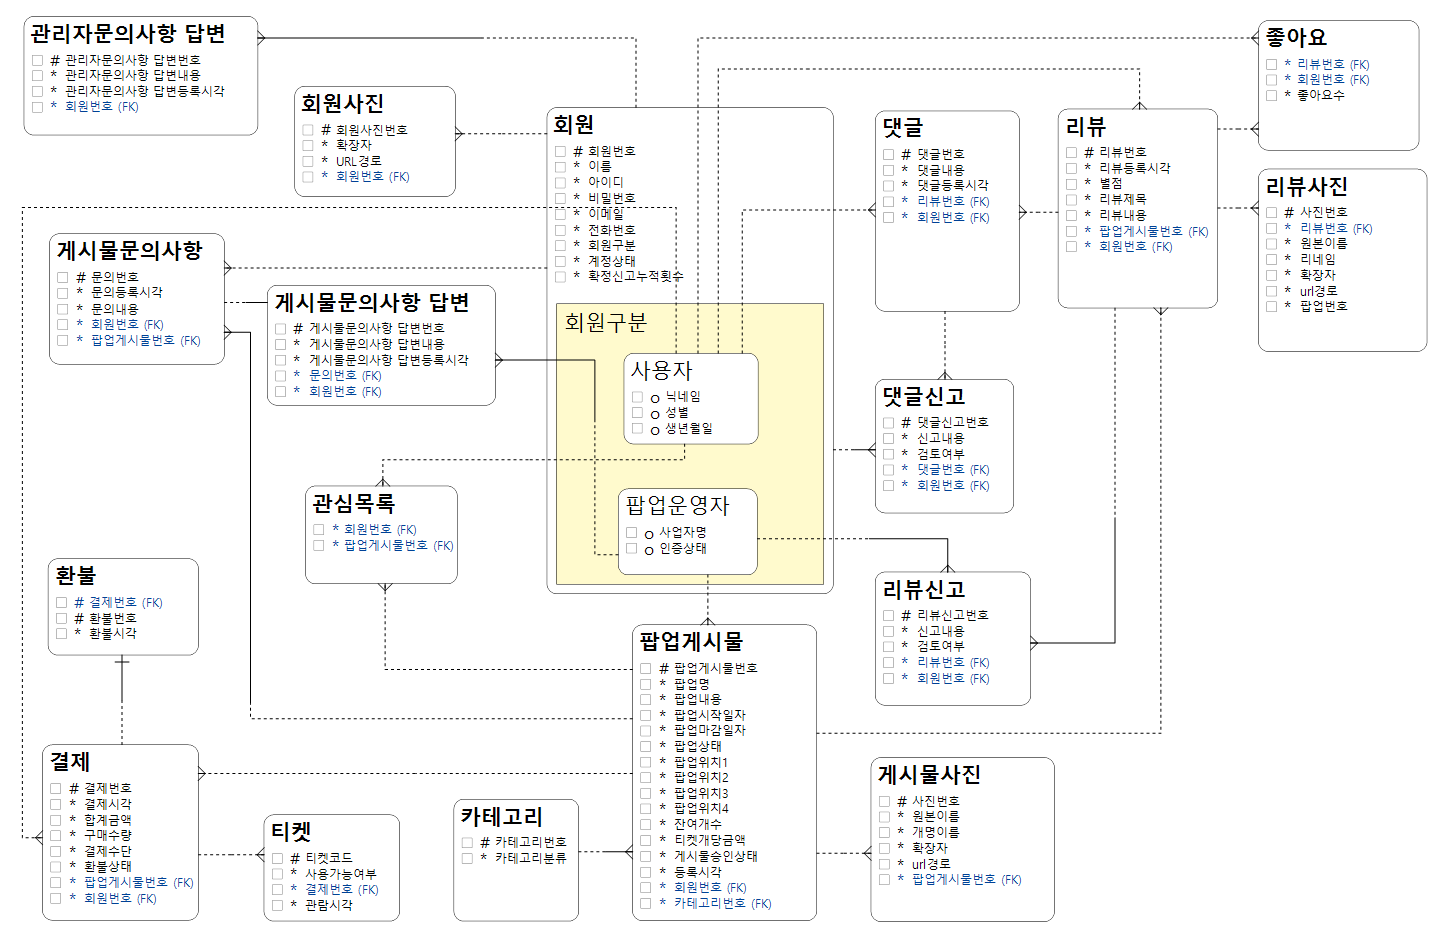 관리자문의사항 답변
# 관리자문의사항 답변번호
* 관리자문의사항 답변내용
* 관리자문의사항 답변등록시각
* 회원번호 (FK)
회원사진
# 회원사진번호
* 확장자
* URL경로
* 회원번호 (FK)
회원
# 회원번호
* 이름
* 아이디
* 비밀번호
* 이메일
* 전화번호
* 회원구분
* 계정상태
* 확정신고누적횟수
회원구분
사용자
o 닉네임
o 성별
o 생년월일
팝업운영자
o 사업자명
o 인증상태
댓글
# 댓글번호
* 댓글내용
* 댓글등록시각
* 리뷰번호 (FK)
* 회원번호 (FK)
리뷰
# 리뷰번호
* 리뷰등록시각
* 별점
* 리뷰제목
* 리뷰내용
* 팝업게시물번호 (FK)
* 회원번호 (FK)
좋아요
* 리뷰번호 (FK)
* 회원번호 (FK)
* 좋아요수
리뷰사진
# 사진번호
* 리뷰번호 (FK)
* 원본이름
* 리네임
* 확장자
* url경로
* 팝업번호
게시물문의사항
# 문의번호
* 문의등록시각
* 문의내용
* 회원번호 (FK)
* 팝업게시물번호 (FK)
게시물문의사항 답변
# 게시물문의사항 답변번호
* 게시물문의사항 답변내용
* 게시물문의사항 답변등록시각
* 문의번호 (FK)
* 회원번호 (FK)
댓글신고
# 댓글신고번호
* 신고내용
* 검토여부
* 댓글번호 (FK)
* 회원번호 (FK)
관심목록
* 회원번호 (FK)
* 팝업게시물번호 (FK)
환불
# 결제번호 (FK)
# 환불번호
* 환불시각
리뷰신고
# 리뷰신고번호
* 신고내용
* 검토여부
* 리뷰번호 (FK)
* 회원번호 (FK)
팝업게시물
# 팝업게시물번호
* 팝업명
* 팝업내용
* 팝업시작일자
* 팝업마감일자
* 팝업상태
* 팝업위치1
* 팝업위치2
* 팝업위치3
* 팝업위치4
* 잔여개수
* 티켓개당금액
* 게시물승인상태
* 등록시각
* 회원번호 (FK)
* 카테고리번호 (FK)
결제
# 결제번호
* 결제시각
* 합계금액
* 구매수량
* 결제수단
* 환불상태
* 팝업게시물번호 (FK)
* 회원번호 (FK)
티켓
# 티켓코드
* 사용가능여부
* 결제번호 (FK)
* 관람시각
카테고리
# 카테고리번호
* 카테고리분류
게시물사진
# 사진번호
* 원본이름
* 개명이름
* 확장자
* url경로
* 팝업게시물번호 (FK)